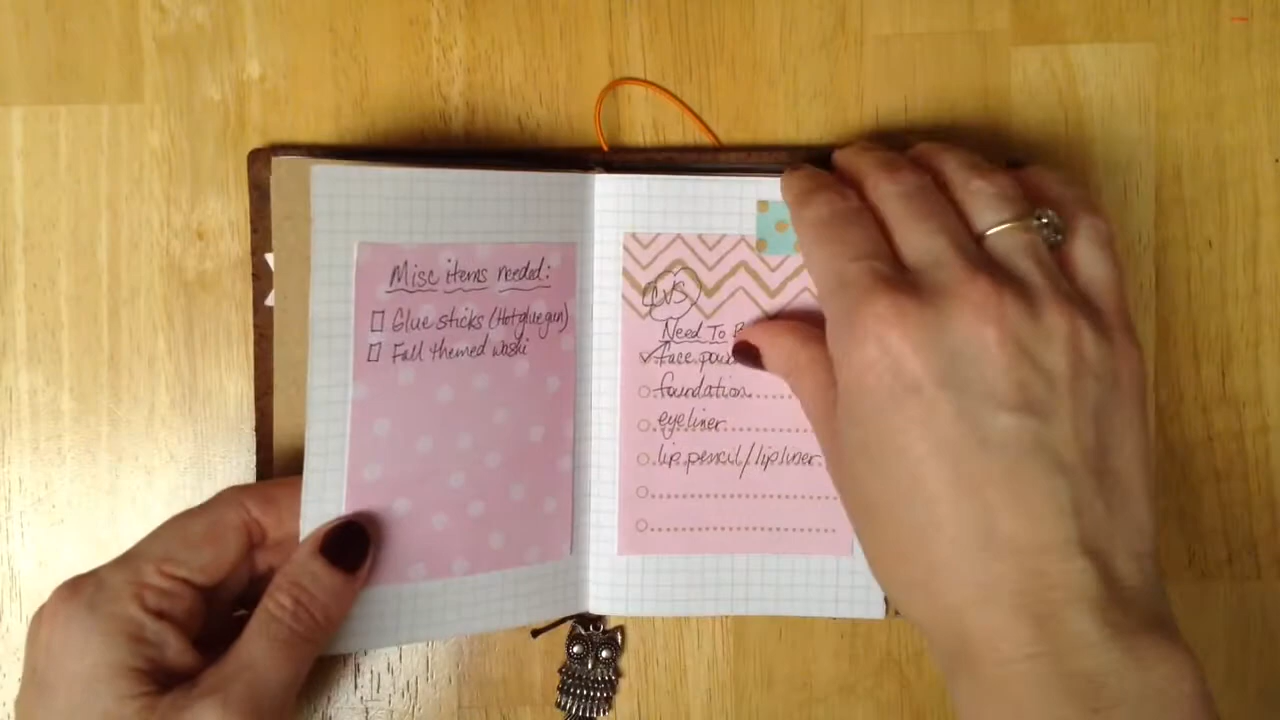 Misc items needed:
Glue sticks (Hot glue gun)
Fall themed washi
CVS
Need To
face
foundation
eyeliner
lip pencil/lipliner